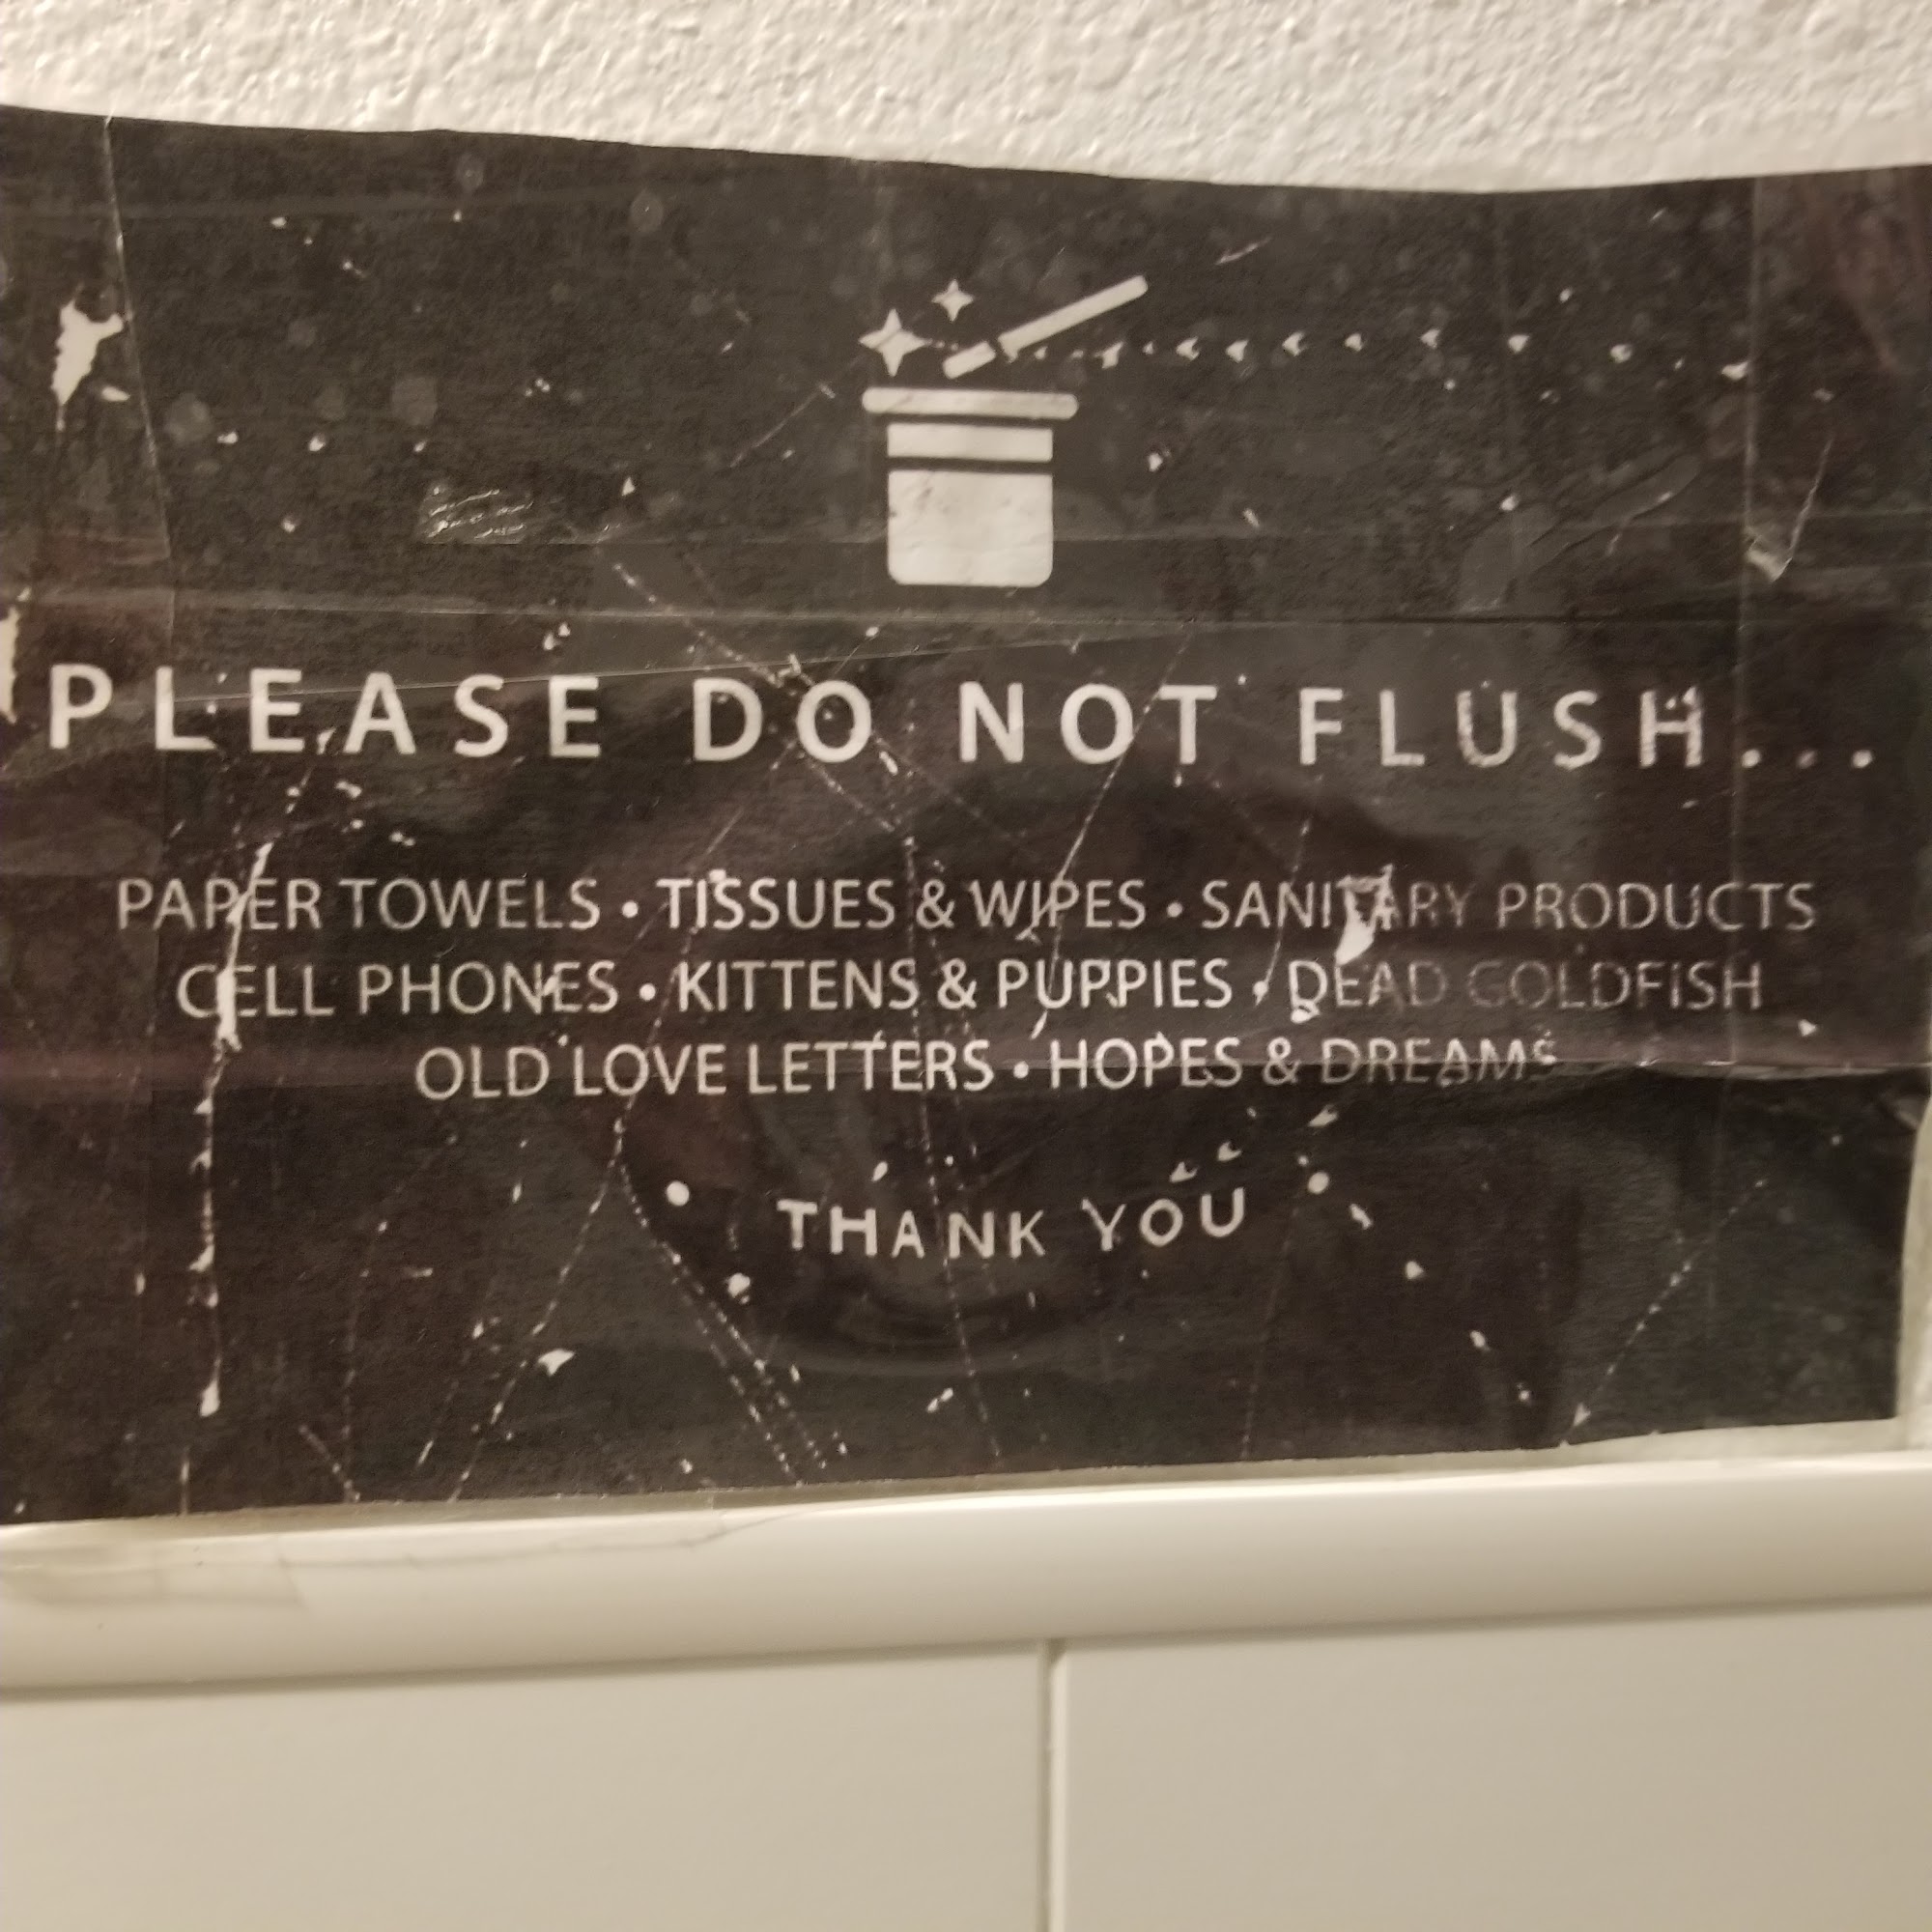 PLEASE DO NOT FLUSH...
PAPER TOWELS • TISSUES & WIPES • SANITARY PRODUCTS
CELL PHONES • KITTENS & PUPPIES • DEAD GOLDFISH
OLD LOVE LETTERS • HOPES & DREAMS
• THANK YOU •